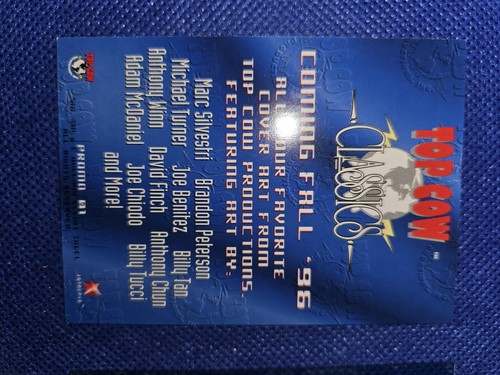 TOP COW
Classics
COMING FALL '96
ALL YOUR FAVORITE
COVER ART FROM
TOP COW PRODUCTIONS,
FEATURING ART BY:
Marc Silvestri Brandon Peterson
Michael Turner Joe Benitez Billy Tan
Anthony Winn David Finch Anthony Chun
Adam McDaniel Joe Chiodo Billy Tucci
and More!
PROMO